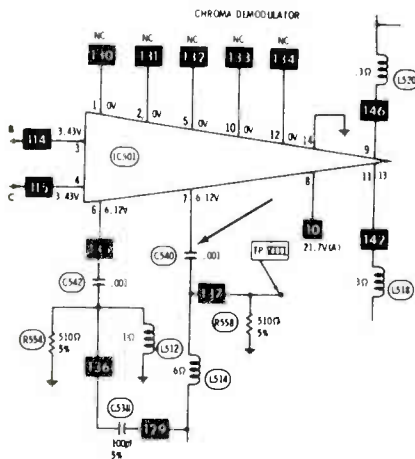 CHROMA DEMODULATOR
NC NC NC NC NC
130 131 132 133 134
1 0V 2 0V 5 0V 10 0V 12 0V 14
.3Ω L520
146
B 114 3.43V 3
IC501
9
C 115 3.43V 4
11 13
6 6.12V 7 6.12V 8
10
21.7V(A)
147
C540 .001
TP
C542 .001
137
R558 510Ω 5%
.3Ω L518
R554 510Ω 5%
L512
136
.6Ω L514
C538 129
100pf 5%